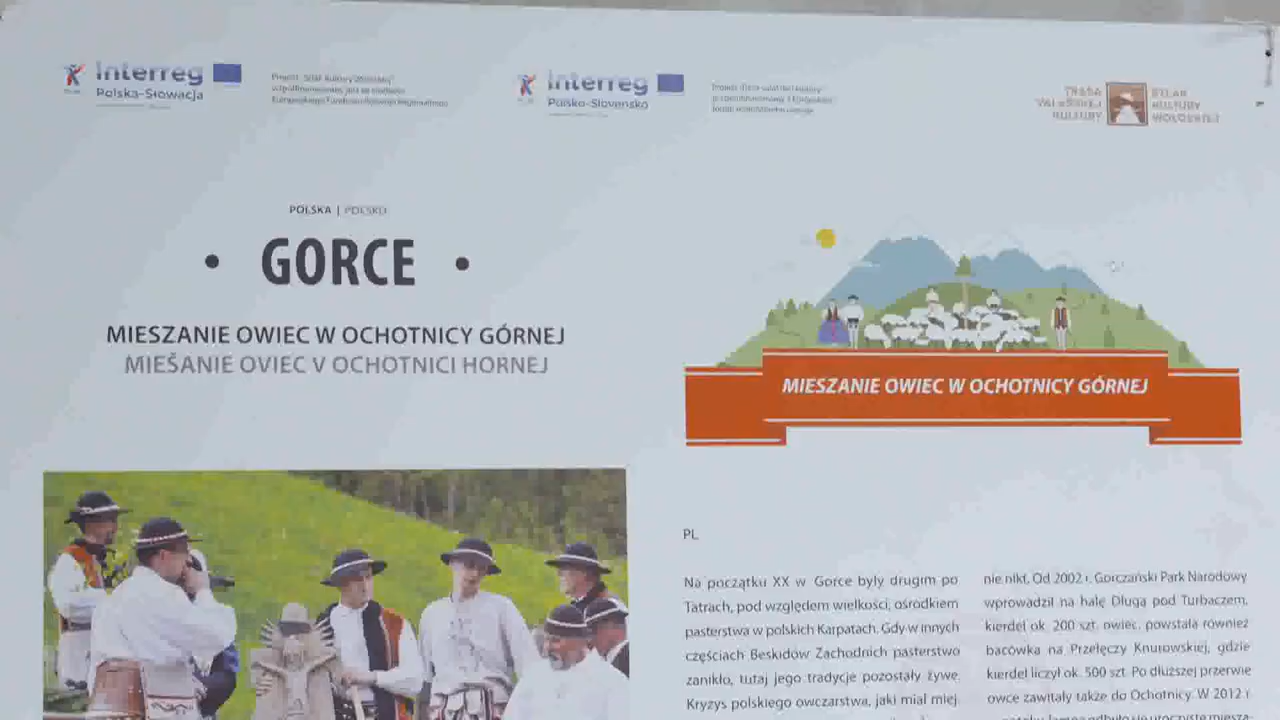 Interreg
Polska-Słowacja
Interreg
Poľsko-Slovensko
TRASA
VALAŠSKEJ
KULTÚRY
SZLAK
KULTURY
WOŁOSKIEJ
POLSKA | POĽSKO
• GORCE •
MIESZANIE OWIEC W OCHOTNICY GÓRNEJ
MIEŠANIE OVIEC V OCHOTNICI HORNEJ
MIESZANIE OWIEC W OCHOTNICY GÓRNEJ
PL
Na początku XX w Gorce były drugim po
Tatrach, pod względem wielkości, ośrodkiem
pasterstwa w polskich Karpatach. Gdy w innych
częściach Beskidów Zachodnich pasterstwo
zanikło, tutaj jego tradycje pozostały żywe.
Kryzys polskiego owczarstwa, jaki miał miej
nie nikt. Od 2002 r. Gorczański Park Narodowy
wprowadził na halę Długą pod Turbaczem,
kierdel ok. 200 szt. owiec, powstała również
bacówka na Przełęczy Knurowskiej, gdzie
kierdel liczył ok. 500 szt. Po dłuższej przerwie
owce zawitały także do Ochotnicy. W 2012 r